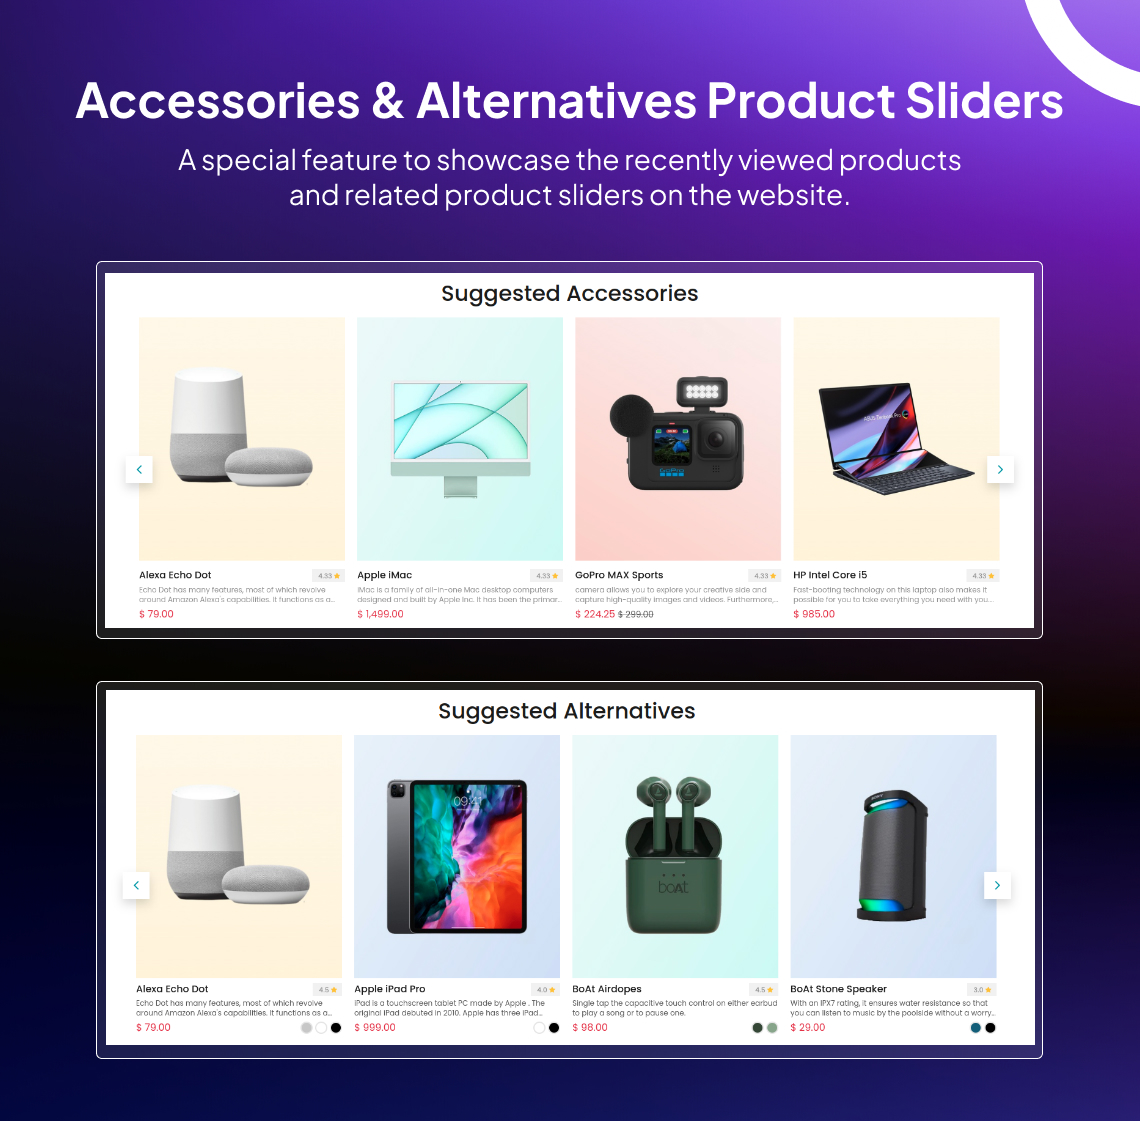 Accessories & Alternatives Product Sliders
A special feature to showcase the recently viewed products
and related product sliders on the website.
Suggested Accessories
GoPro
Alexa Echo Dot
4.33
Echo Dot has many features, most of which revolve
around Amazon Alexa's capabilities. It functions as a...
$ 79.00
Apple iMac
4.33
iMac is a family of all-in-one Mac desktop computers
designed and built by Apple Inc. It has been the primar...
$ 1,499.00
GoPro MAX Sports
4.33
camera allows you to explore your creative side and
capture high-quality images and videos. Furthermore,...
$ 224.25 $ 299.00
HP Intel Core i5
4.33
Fast-booting technology on this laptop also makes it
possible for you to take everything you need with you...
$ 985.00
Suggested Alternatives
09:41
boAt
SONY
Alexa Echo Dot
4.5
Echo Dot has many features, most of which revolve
around Amazon Alexa's capabilities. It functions as a...
$ 79.00
Apple iPad Pro
4.0
iPad is a touchscreen tablet PC made by Apple . The
original iPad debuted in 2010. Apple has three iPad...
$ 999.00
BoAt Airdopes
4.5
Single tap the capacitive touch control on either earbud
to play a song or to pause one.
$ 98.00
BoAt Stone Speaker
3.0
With an IPX7 rating, it ensures water resistance so that
you can listen to music by the poolside without a worry...
$ 29.00